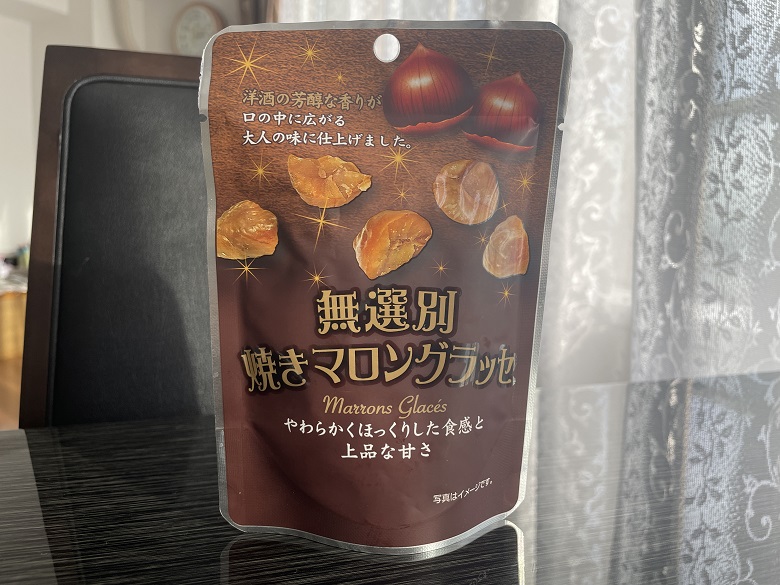 洋酒の芳醇な香りが
口の中に広がる
大人の味に仕上げました。
無選別
焼きマロングラッセ
Marrons Glacés
やわらかくほっくりした食感と
上品な甘さ
写真はイメージです。